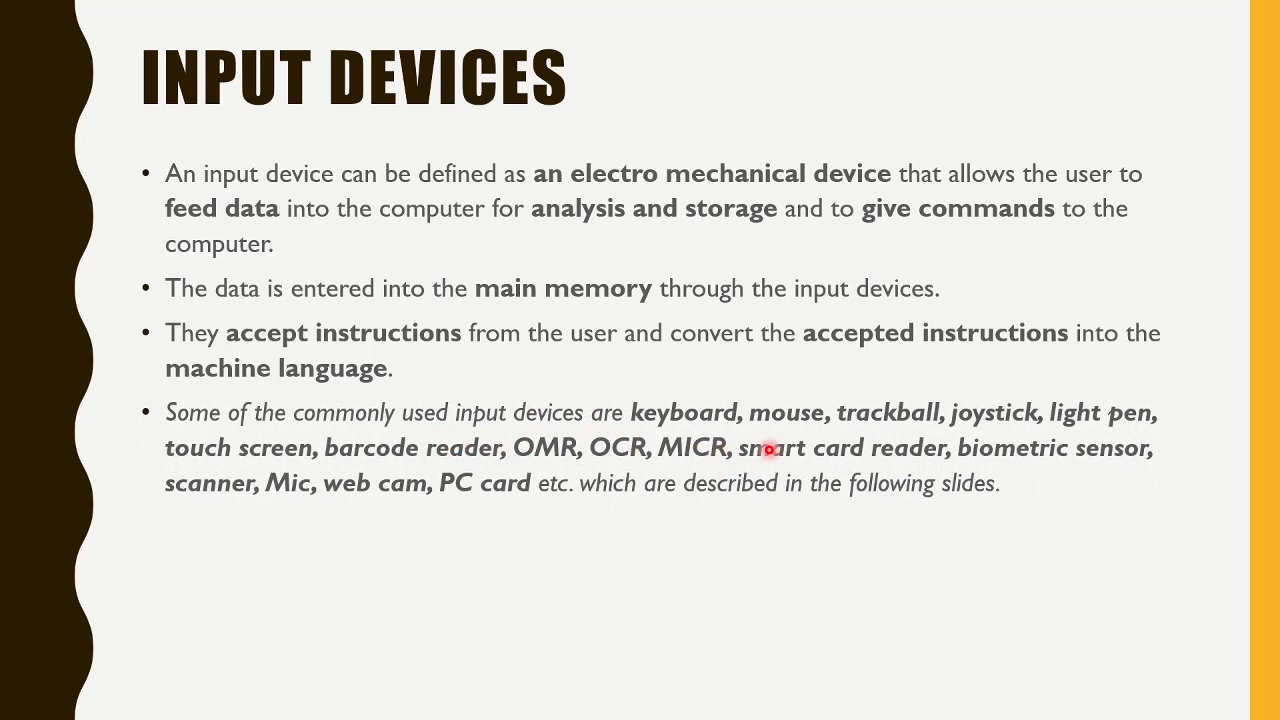 INPUT DEVICES
• An input device can be defined as an electro mechanical device that allows the user to
feed data into the computer for analysis and storage and to give commands to the
computer.
• The data is entered into the main memory through the input devices.
• They accept instructions from the user and convert the accepted instructions into the
machine language.
• Some of the commonly used input devices are keyboard, mouse, trackball, joystick, light pen,
touch screen, barcode reader, OMR, OCR, MICR, smart card reader, biometric sensor,
scanner, Mic, web cam, PC card etc. which are described in the following slides.